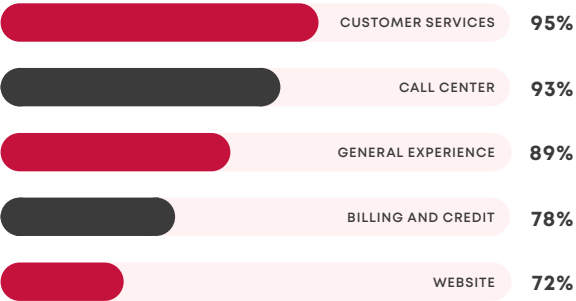 CUSTOMER SERVICES 95%
CALL CENTER 93%
GENERAL EXPERIENCE 89%
BILLING AND CREDIT 78%
WEBSITE 72%